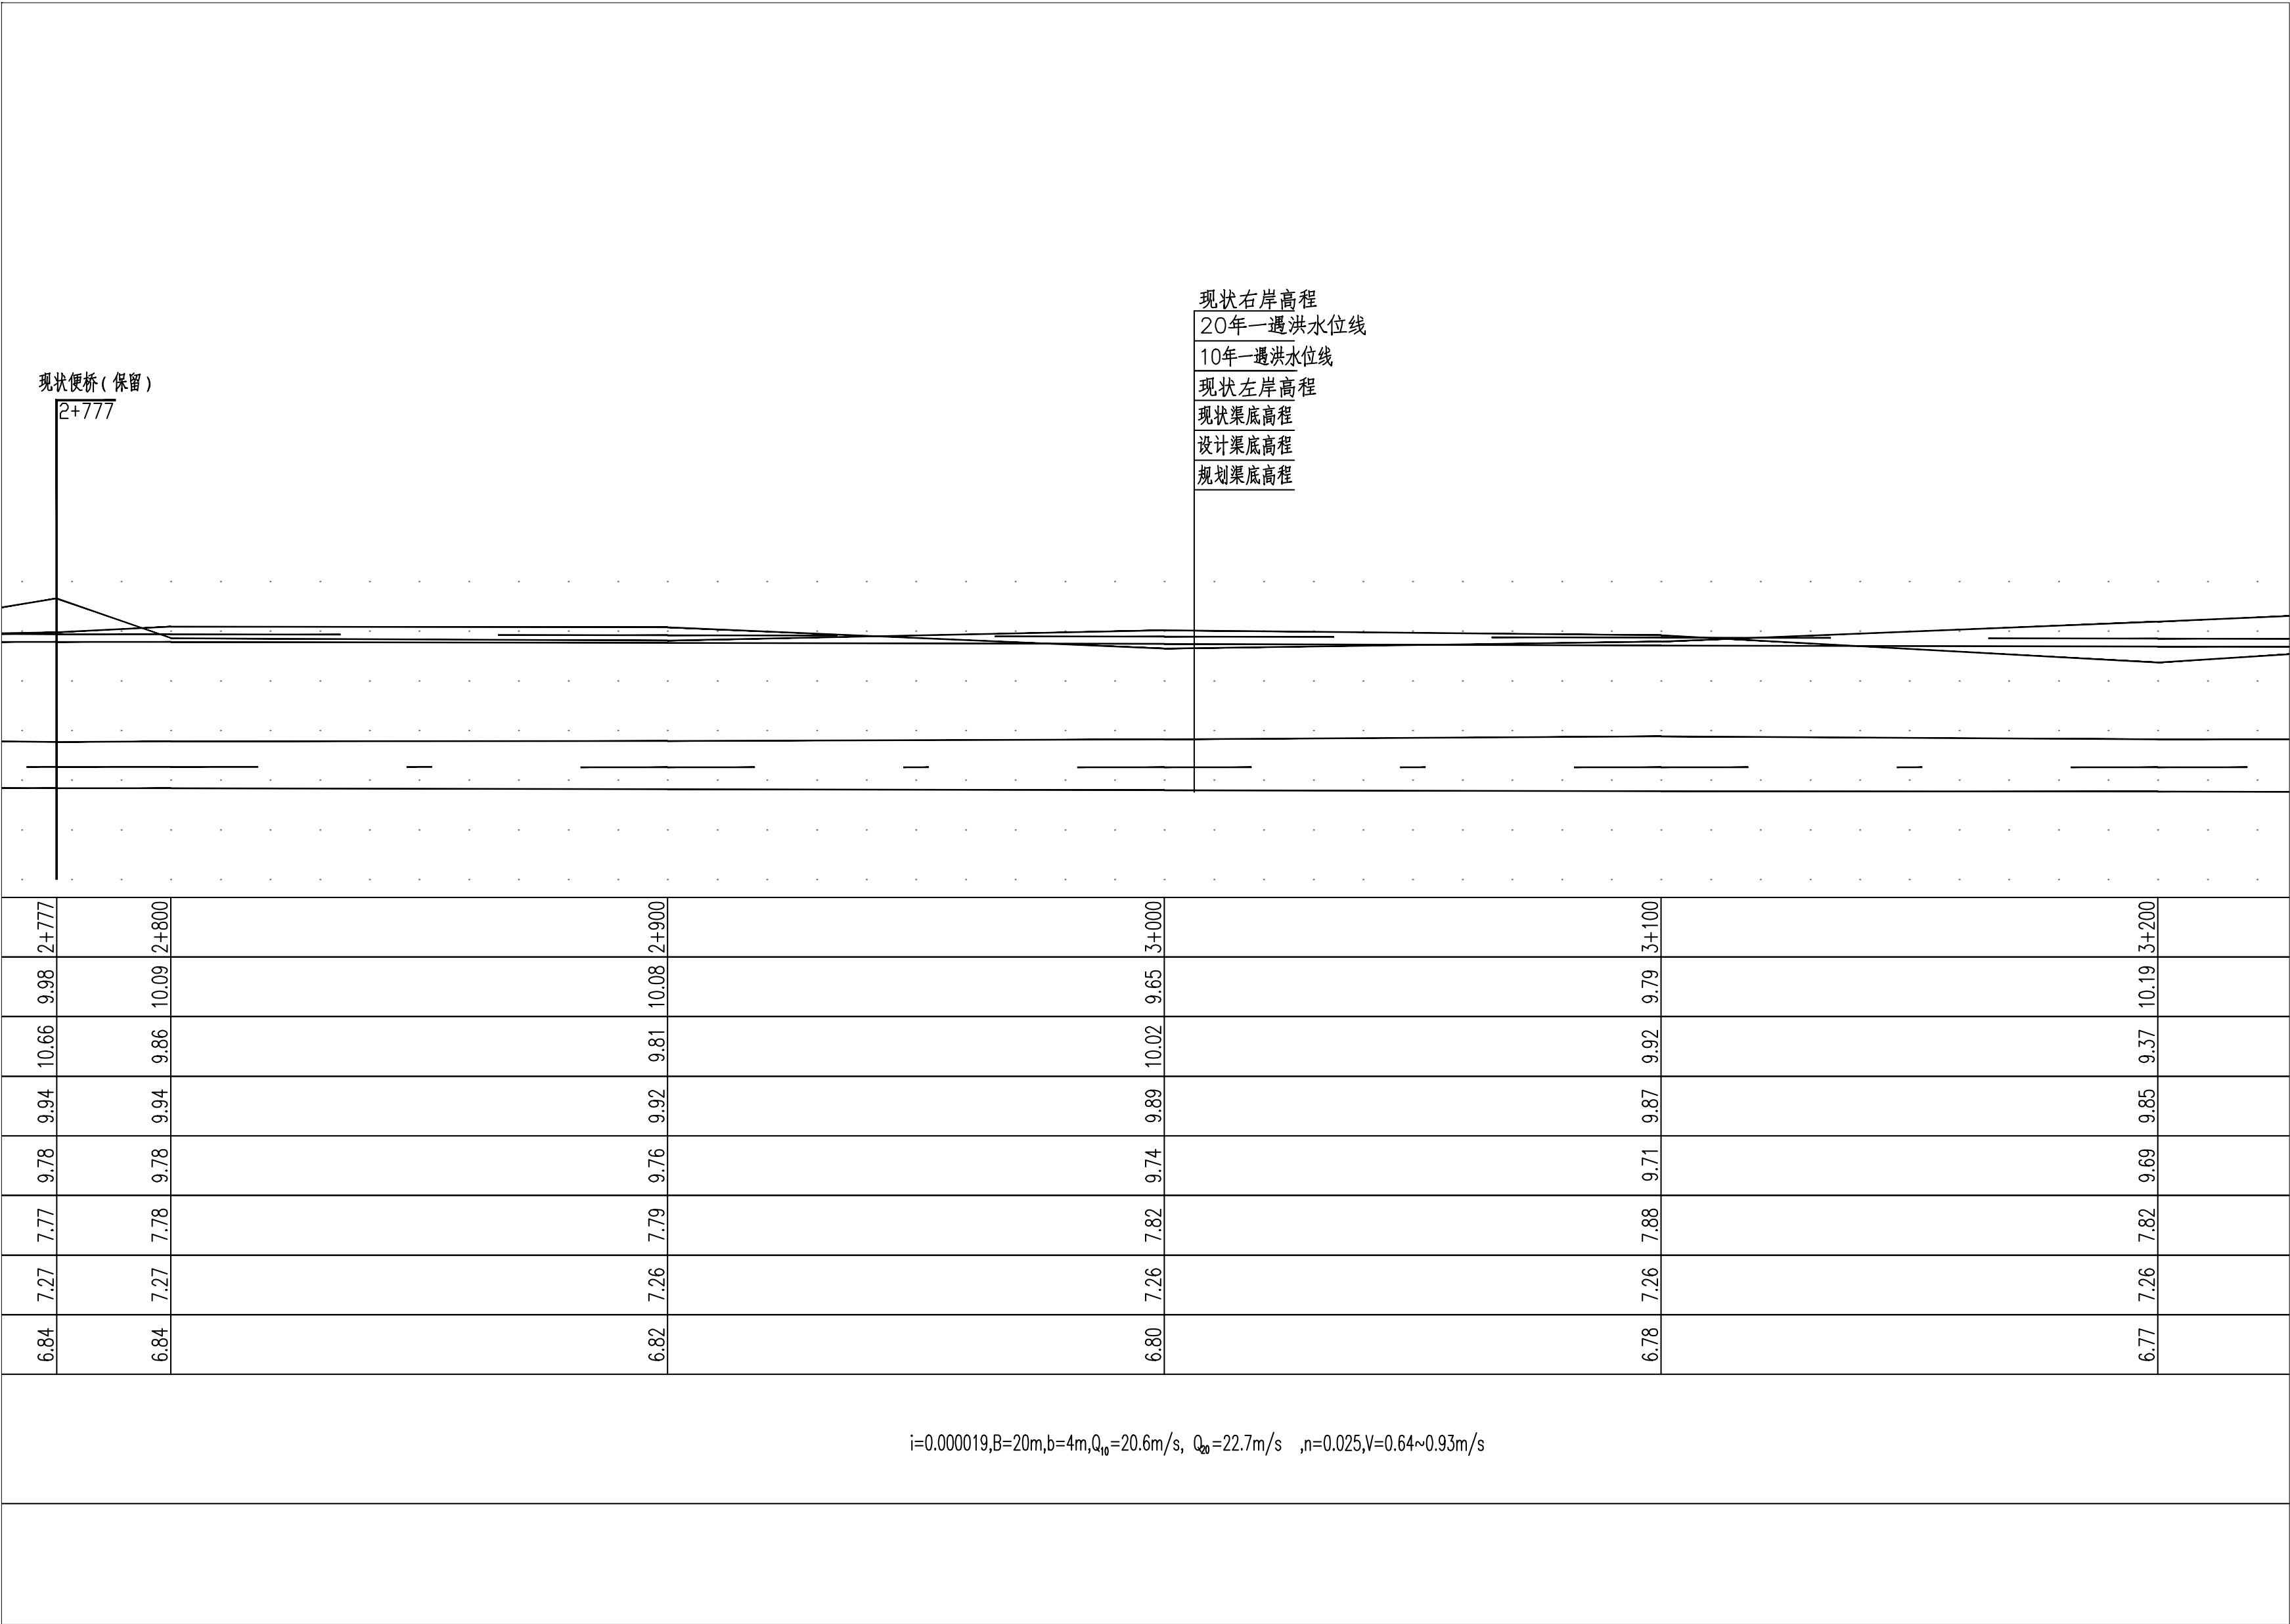 现状右岸高程
20年一遇洪水位线
10年一遇洪水位线
现状左岸高程
现状渠底高程
设计渠底高程
规划渠底高程
现状便桥(保留)
2+777
2+777 2+800 2+900 3+000 3+100 3+200
9.98 10.09 10.08 9.65 9.79 10.19
10.66 9.86 9.81 10.02 9.92 9.37
9.94 9.94 9.92 9.89 9.87 9.85
9.78 9.78 9.76 9.74 9.71 9.69
7.77 7.78 7.79 7.82 7.88 7.82
7.27 7.27 7.26 7.26 7.26 7.26
6.84 6.84 6.82 6.80 6.78 6.77
i=0.000019,B=20m,b=4m,Q10=20.6m/s, Q20=22.7m/s ,n=0.025,V=0.64~0.93m/s